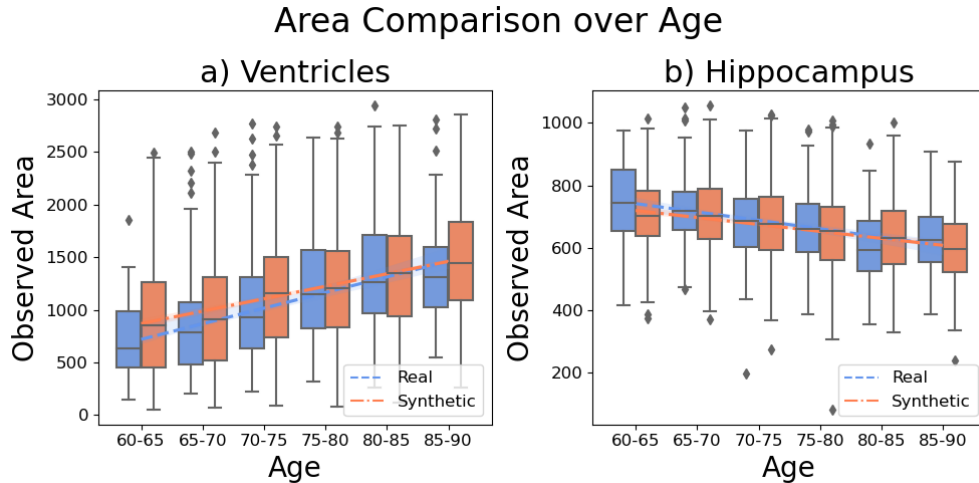 Area Comparison over Age
a) Ventricles
Observed Area
3000
2500
2000
1500
1000
500
0
60-65 65-70 70-75 75-80 80-85 85-90
Age
Real
Synthetic
b) Hippocampus
Observed Area
1000
800
600
400
200
60-65 65-70 70-75 75-80 80-85 85-90
Age
Real
Synthetic